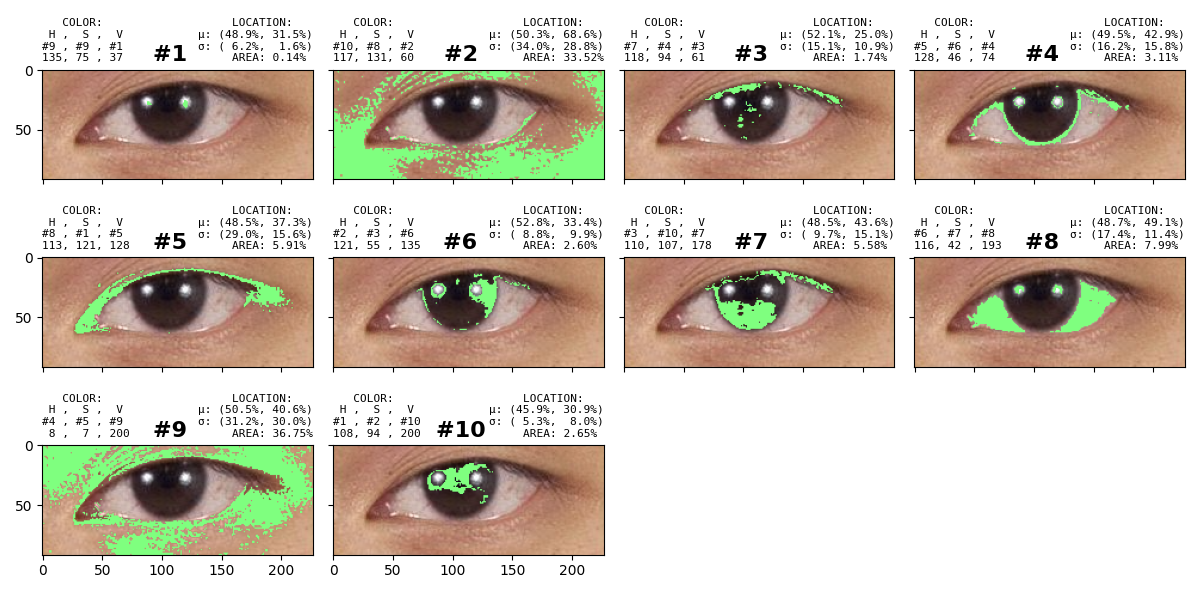 COLOR: LOCATION:
H , S , V μ: (48.9%, 31.5%)
#9 , #9 , #1 #1 σ: ( 6.2%, 1.6%)
135, 75 , 37 AREA: 0.14%
COLOR: LOCATION:
H , S , V μ: (50.3%, 68.6%)
#10, #8 , #2 #2 σ: (34.0%, 28.8%)
117, 131, 60 AREA: 33.52%
COLOR: LOCATION:
H , S , V μ: (52.1%, 25.0%)
#7 , #4 , #3 #3 σ: (15.1%, 10.9%)
118, 94 , 61 AREA: 1.74%
COLOR: LOCATION:
H , S , V μ: (49.5%, 42.9%)
#5 , #6 , #4 #4 σ: (16.2%, 15.8%)
128, 46 , 74 AREA: 3.11%
0
50
COLOR: LOCATION:
H , S , V μ: (48.5%, 37.3%)
#8 , #1 , #5 #5 σ: (29.0%, 15.6%)
113, 121, 128 AREA: 5.91%
COLOR: LOCATION:
H , S , V μ: (52.8%, 33.4%)
#2 , #3 , #6 #6 σ: ( 8.8%, 9.9%)
121, 55 , 135 AREA: 2.60%
COLOR: LOCATION:
H , S , V μ: (48.5%, 43.6%)
#3 , #10, #7 #7 σ: ( 9.7%, 15.1%)
110, 107, 178 AREA: 5.58%
COLOR: LOCATION:
H , S , V μ: (48.7%, 49.1%)
#6 , #7 , #8 #8 σ: (17.4%, 11.4%)
116, 42 , 193 AREA: 7.99%
0
50
COLOR: LOCATION:
H , S , V μ: (50.5%, 40.6%)
#4 , #5 , #9 #9 σ: (31.2%, 30.0%)
8 , 7 , 200 AREA: 36.75%
COLOR: LOCATION:
H , S , V μ: (45.9%, 30.9%)
#1 , #2 , #10 #10 σ: ( 5.3%, 8.0%)
108, 94 , 200 AREA: 2.65%
0
50
0 50 100 150 200
0 50 100 150 200